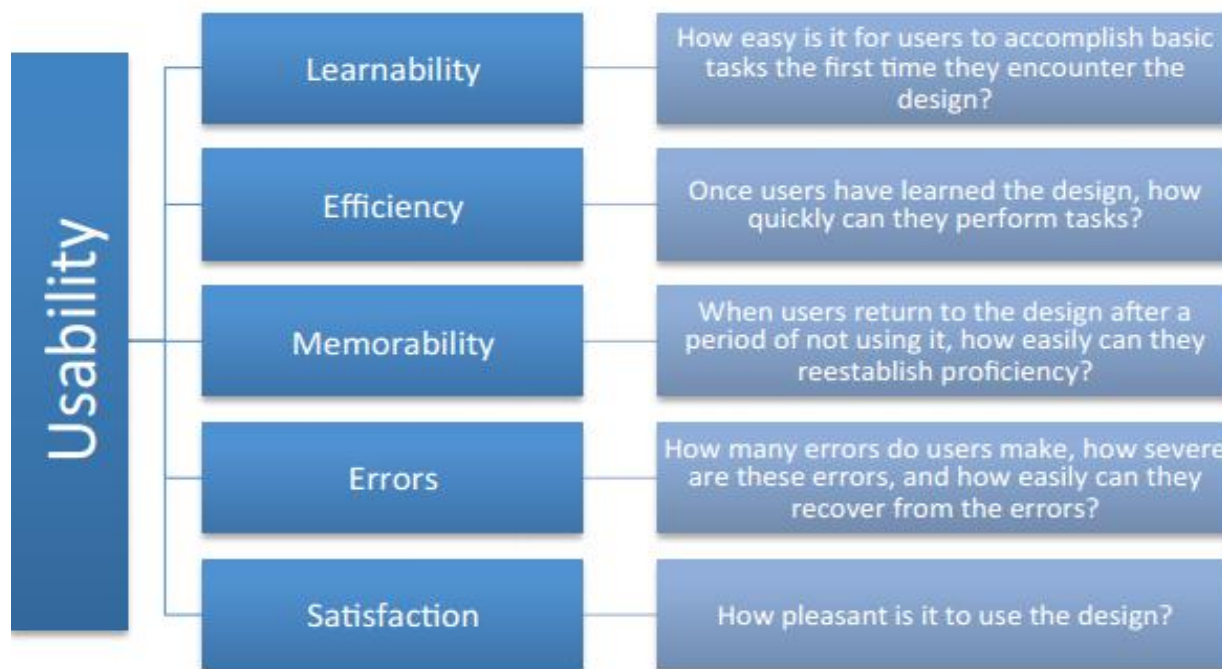 Usability
Learnability
How easy is it for users to accomplish basic
tasks the first time they encounter the
design?
Efficiency
Once users have learned the design, how
quickly can they perform tasks?
Memorability
When users return to the design after a
period of not using it, how easily can they
reestablish proficiency?
Errors
How many errors do users make, how severe
are these errors, and how easily can they
recover from the errors?
Satisfaction
How pleasant is it to use the design?